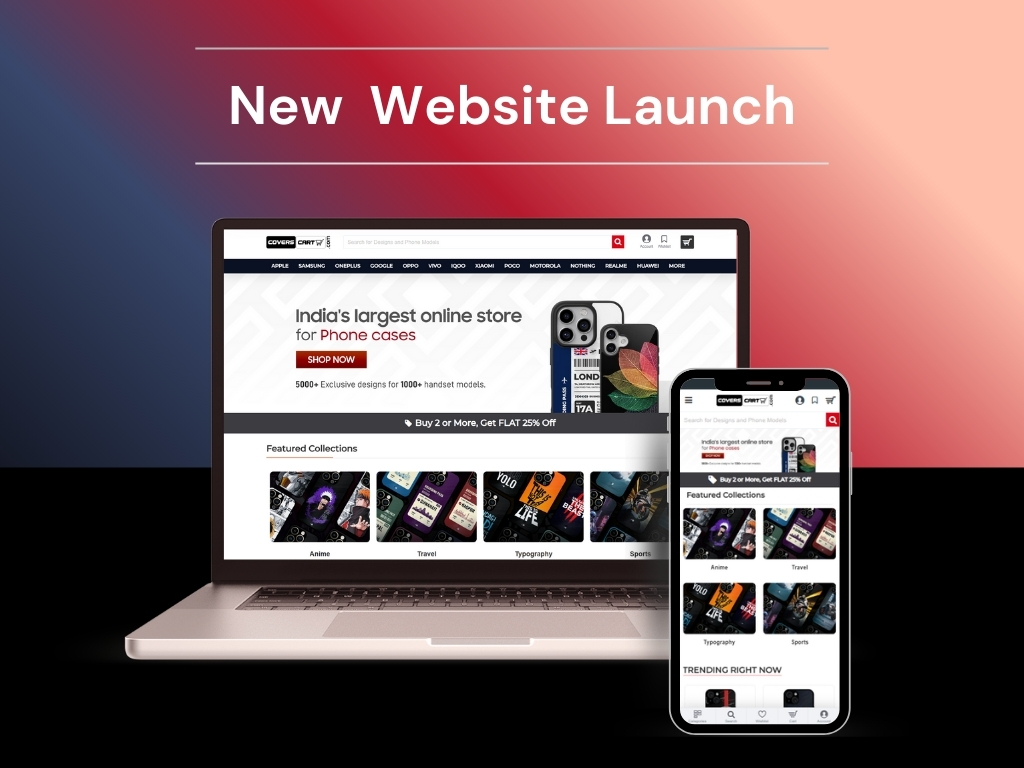 New Website Launch
COVERS CART .com
Search for Designs and Phone Models
Account
Wishlist
APPLE SAMSUNG ONEPLUS GOOGLE OPPO VIVO IQOO XIAOMI POCO MOTOROLA NOTHING REALME HUAWEI MORE
India's largest online store
for Phone cases
SHOP NOW
5000+ Exclusive designs for 1000+ handset models.
LOND
17A
Buy 2 or More, Get FLAT 25% Off
Featured Collections
YOLO
LIFE
Anime
Travel
Typography
Sports
COVERS CART .com
Search for Designs and Phone Models
India's largest online store
for Phone cases
SHOP NOW
Buy 2 or More, Get FLAT 25% Off
Featured Collections
Anime
Travel
YOLO
LIFE
Typography
Sports
TRENDING RIGHT NOW
Categories
Search
Wishlist
Cart
Account